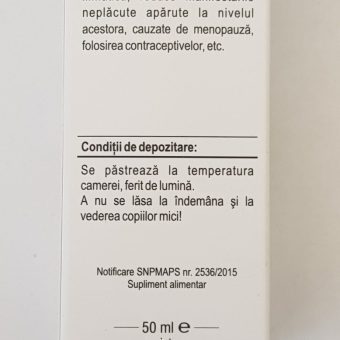 neplăcute apărute la nivelul
acestora, cauzate de menopauză,
folosirea contraceptivelor, etc.
Condiții de depozitare:
Se păstrează la temperatura
camerei, ferit de lumină.
A nu se lăsa la îndemâna şi la
vederea copiilor mici!
Notificare SNPMAPS nr. 2536/2015
Supliment alimentar
50 ml ℮